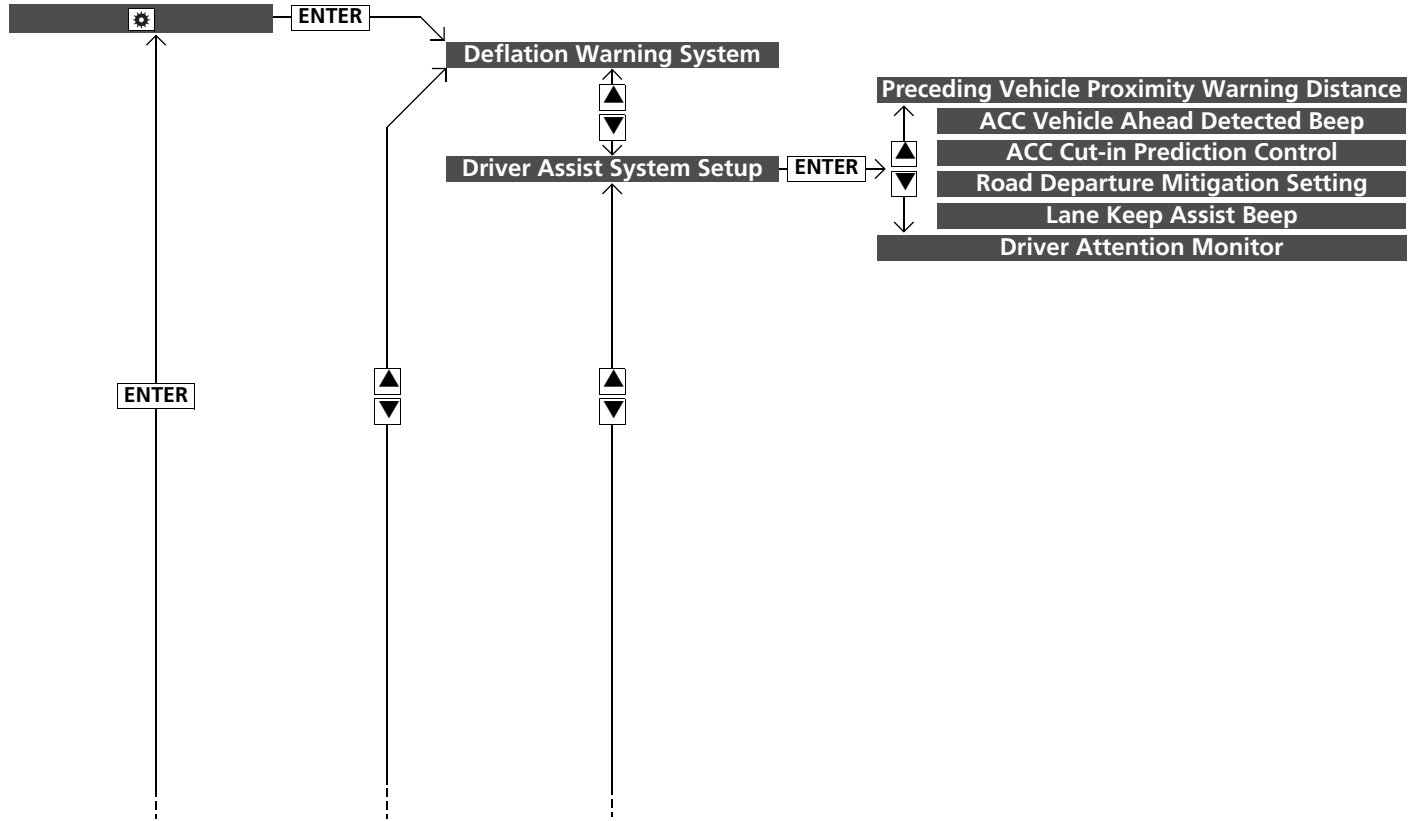 ENTER
Deflation Warning System
Preceding Vehicle Proximity Warning Distance
ACC Vehicle Ahead Detected Beep
ACC Cut-in Prediction Control
Driver Assist System Setup
ENTER
Road Departure Mitigation Setting
Lane Keep Assist Beep
Driver Attention Monitor
ENTER